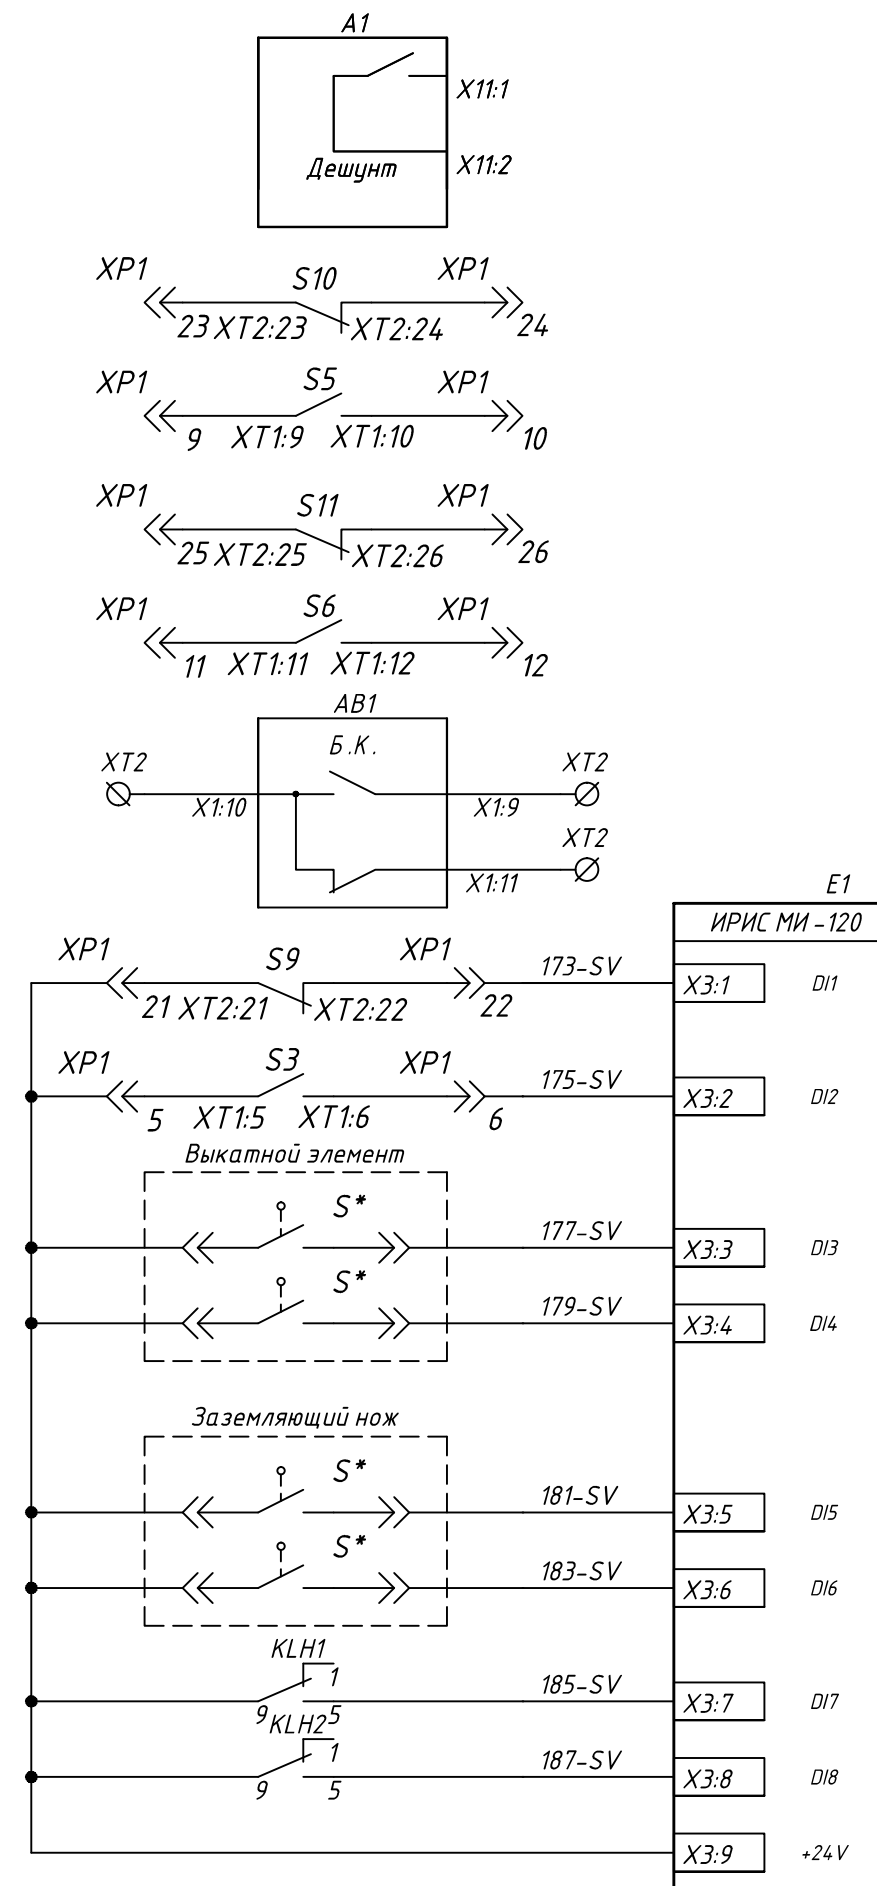 A1
X11:1
Дешунт
X11:2
XP1 S10 XP1
23 XT2:23 XT2:24 24
XP1 S5 XP1
9 XT1:9 XT1:10 10
XP1 S11 XP1
25 XT2:25 XT2:26 26
XP1 S6 XP1
11 XT1:11 XT1:12 12
AB1
Б.К.
XT2 XT2
X1:10 X1:9
XT2
X1:11
E1
ИРИС МИ-120
XP1 S9 XP1 173-SV
X3:1 DI1
21 XT2:21 XT2:22 22
XP1 S3 XP1 175-SV
X3:2 DI2
5 XT1:5 XT1:6 6
Выкатной элемент
S* 177-SV
X3:3 DI3
S* 179-SV
X3:4 DI4
Заземляющий нож
S* 181-SV
X3:5 DI5
S* 183-SV
X3:6 DI6
KLH1
1 185-SV
X3:7 DI7
9 5
KLH2
1 187-SV
X3:8 DI8
9 5
X3:9 +24V